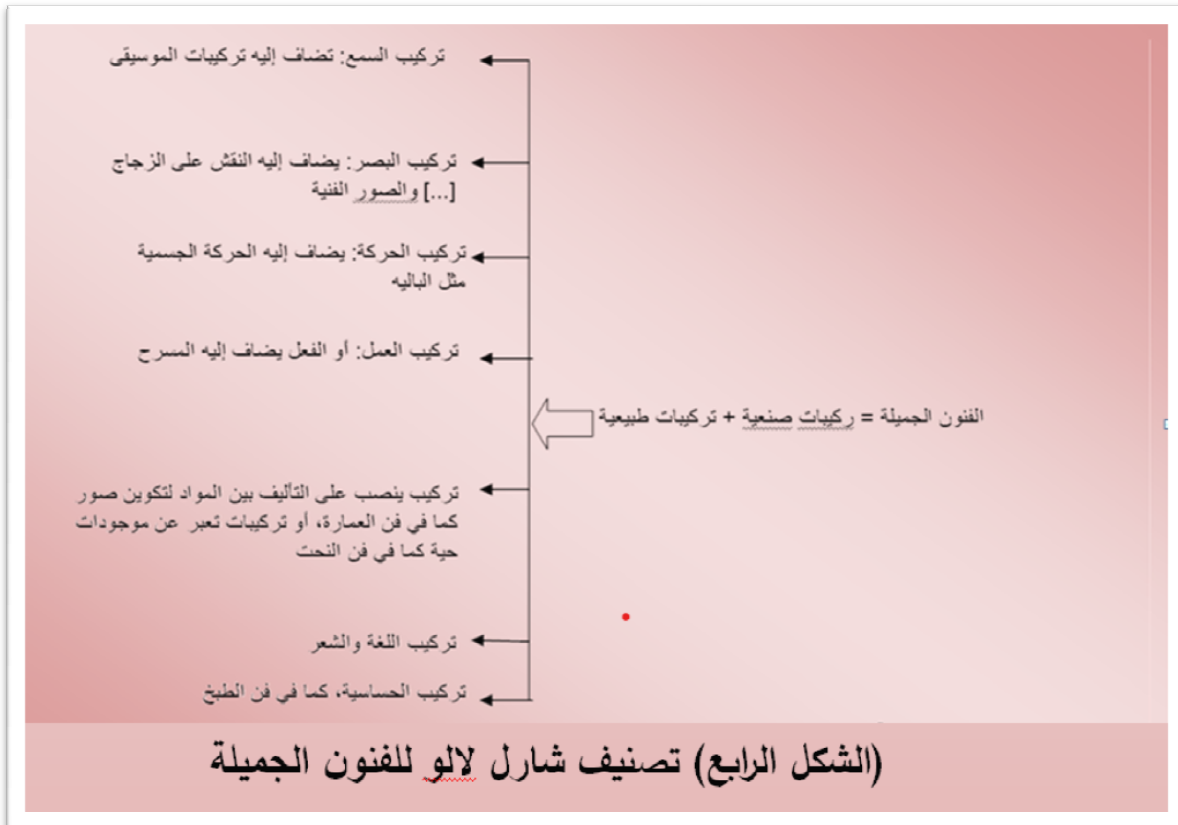 تركيب السمع: تضاف إليه تركيبات الموسيقى
تركيب البصر: يضاف إليه النقش على الزجاج
[...] والصور الفنية
تركيب الحركة: يضاف إليه الحركة الجسمية
مثل الباليه
تركيب العمل: أو الفعل يضاف إليه المسرح
الفنون الجميلة = ركيبات صنعية + تركيبات طبيعية
تركيب ينصب على التأليف بين المواد لتكوين صور
كما في فن العمارة، أو تركيبات تعبر عن موجودات
حية كما في فن النحت
تركيب اللغة والشعر
تركيب الحساسية، كما في فن الطبخ
(الشكل الرابع) تصنيف شارل لالو للفنون الجميلة